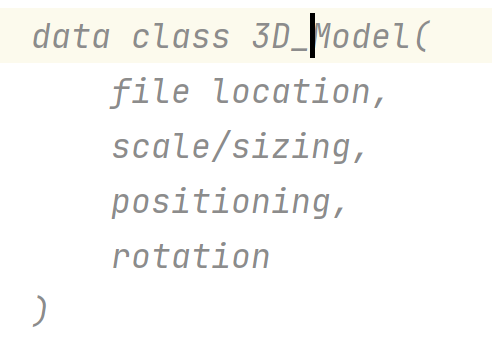 data class 3D_Model(
file location,
scale/sizing,
positioning,
rotation
)